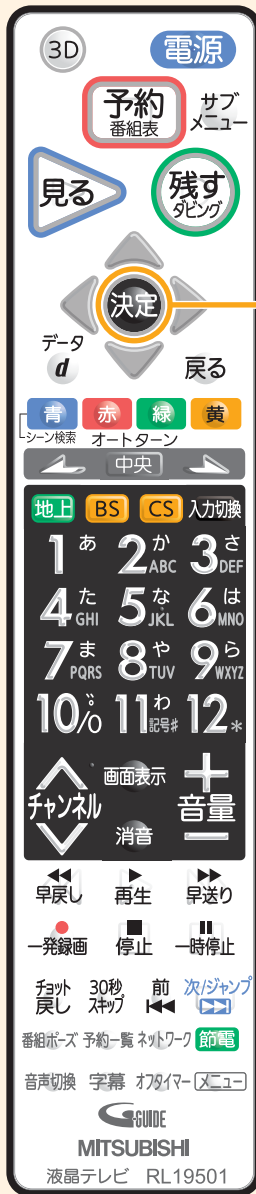 3D
電源
予約
番組表
サブ
メニュー
見る
残す
ダビング
決定
データ
d
戻る
青 赤 緑 黄
シーン検索 オートターン
中央
地上 BS CS 入力切換
1 あ 2 か ABC 3 さ DEF
4 た GHI 5 な JKL 6 は MNO
7 ま PQRS 8 や TUV 9 ら WXYZ
10/0 ゛゜ 11 わ 記号# 12 *
チャンネル 画面表示 + 音量 −
消音
早戻し 再生 早送り
一発録画 停止 一時停止
チョット
戻し
30秒
スキップ
前
次/ジャンプ
番組ポーズ 予約一覧 ネットワーク 節電
音声切換 字幕 オフタイマー メニュー
G-GUIDE
MITSUBISHI
液晶テレビ RL19501